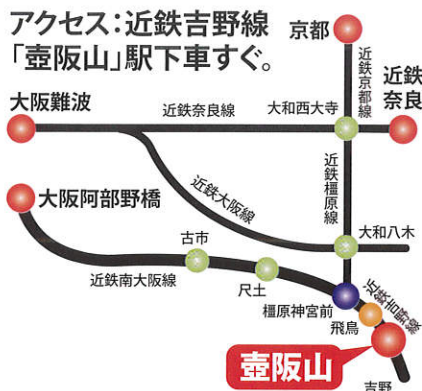 アクセス：近鉄吉野線
「壺阪山」駅下車すぐ。
京都
近鉄京都線
近鉄奈良
大阪難波
近鉄奈良線
大和西大寺
近鉄橿原線
大阪阿部野橋
近鉄大阪線
大和八木
古市
近鉄南大阪線
尺土
橿原神宮前
近鉄吉野線
飛鳥
壺阪山
吉野